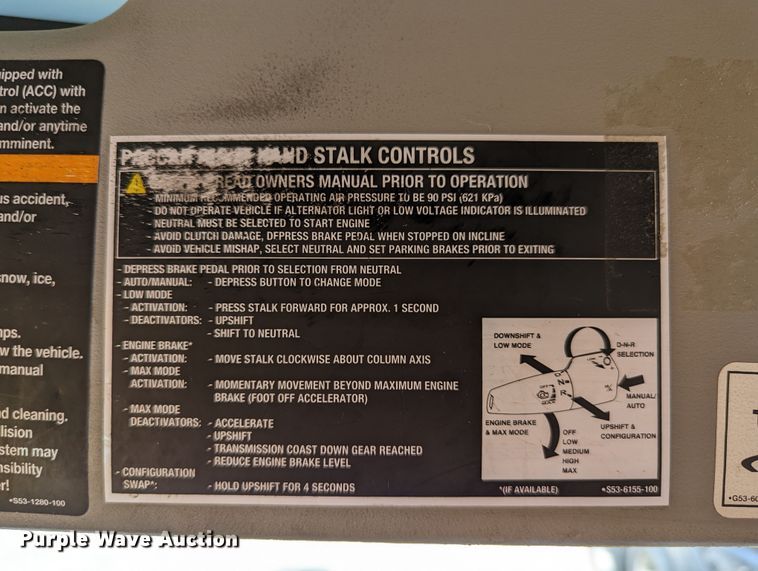 ipped with
trol (ACC) with
n activate the
and/or anytime
mminent.
us accident,
and/or
snow, ice,
nps.
w the vehicle.
manual
nd cleaning.
llision
stem may
nsibility
er!
•S53-1280-100
HAND STALK CONTROLS
READ OWNERS MANUAL PRIOR TO OPERATION
- MINIMUM RECOMMENDED OPERATING AIR PRESSURE TO BE 90 PSI (621 KPa)
- DO NOT OPERATE VEHICLE IF ALTERNATOR LIGHT OR LOW VOLTAGE INDICATOR IS ILLUMINATED
NEUTRAL MUST BE SELECTED TO START ENGINE
- AVOID CLUTCH DAMAGE, DEPRESS BRAKE PEDAL WHEN STOPPED ON INCLINE
- AVOID VEHICLE MISHAP, SELECT NEUTRAL AND SET PARKING BRAKES PRIOR TO EXITING
- DEPRESS BRAKE PEDAL PRIOR TO SELECTION FROM NEUTRAL
- AUTO/MANUAL: - DEPRESS BUTTON TO CHANGE MODE
- LOW MODE
- ACTIVATION: - PRESS STALK FORWARD FOR APPROX. 1 SECOND
- DEACTIVATORS: - UPSHIFT
- SHIFT TO NEUTRAL
- ENGINE BRAKE*
- ACTIVATION: - MOVE STALK CLOCKWISE ABOUT COLUMN AXIS
- MAX MODE
ACTIVATION: - MOMENTARY MOVEMENT BEYOND MAXIMUM ENGINE
BRAKE (FOOT OFF ACCELERATOR)
- MAX MODE
DEACTIVATORS: - ACCELERATE
- UPSHIFT
- TRANSMISSION COAST DOWN GEAR REACHED
- REDUCE ENGINE BRAKE LEVEL
- CONFIGURATION
SWAP*: - HOLD UPSHIFT FOR 4 SECONDS
DOWNSHIFT &
LOW MODE
D-N-R
SELECTION
MANUAL/
AUTO
ENGINE BRAKE
& MAX MODE
UPSHIFT &
CONFIGURATION
OFF
LOW
MEDIUM
HIGH
MAX
*(IF AVAILABLE)
•S53-6155-100
•G53-60
Purple Wave Auction